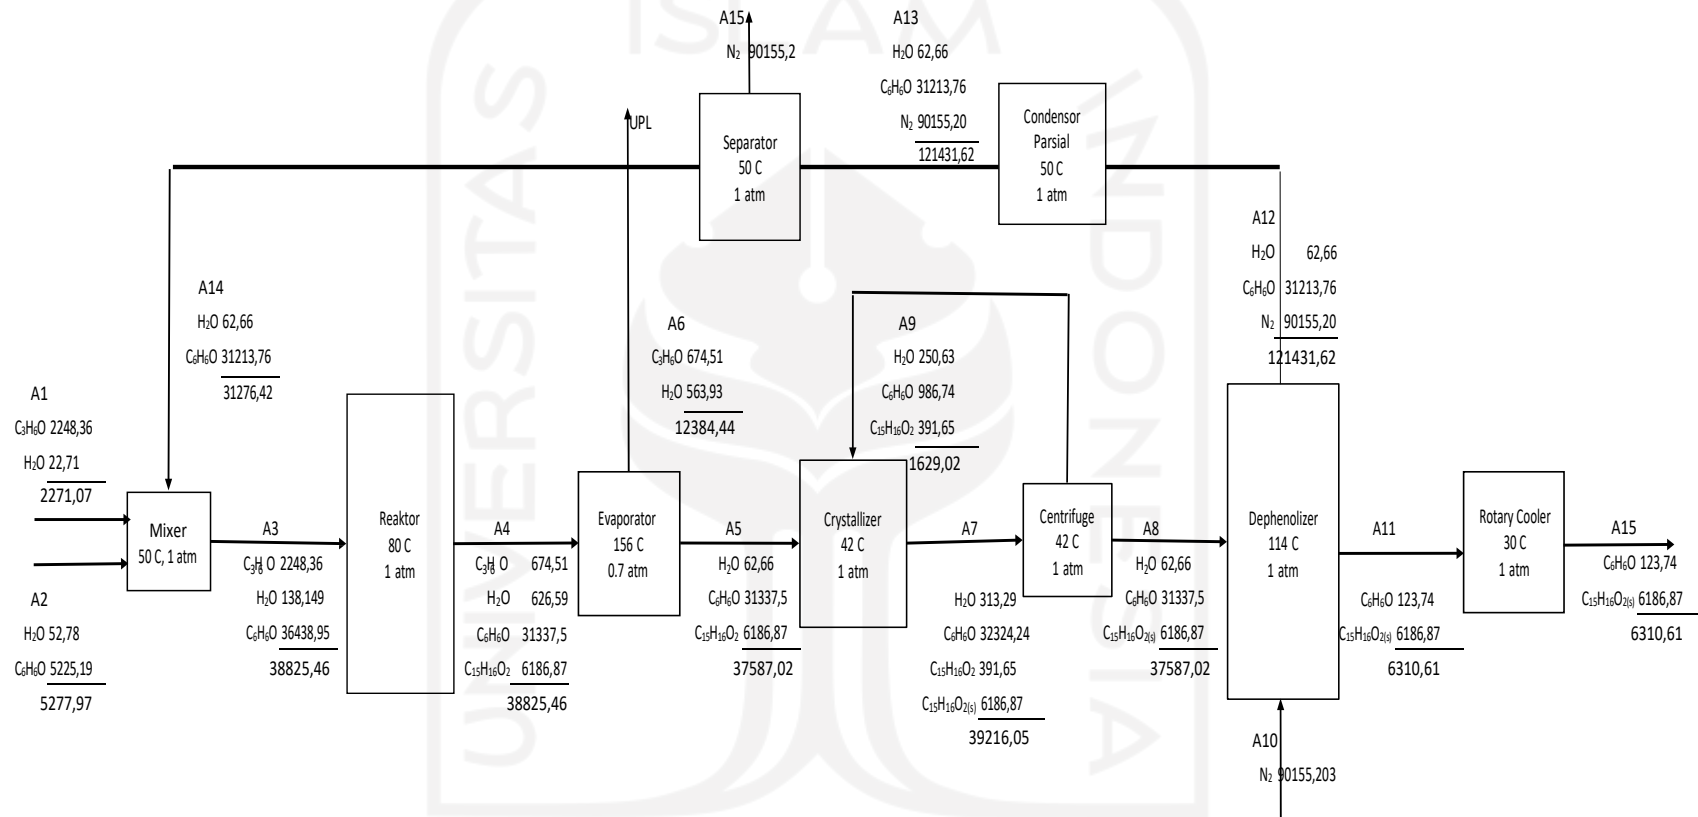 ISLAM
UNIVERSITAS
INDONESIA
A15
N₂ 90155,2
A13
H₂O 62,66
C₆H₆O 31213,76
N₂ 90155,20
121431,62
Separator
50 C
1 atm
Condensor
Parsial
50 C
1 atm
UPL
A12
H₂O 62,66
C₆H₆O 31213,76
N₂ 90155,20
121431,62
A14
H₂O 62,66
C₆H₆O 31213,76
31276,42
A6
C₃H₆O 674,51
H₂O 563,93
12384,44
A9
H₂O 250,63
C₆H₆O 986,74
C₁₅H₁₆O₂ 391,65
1629,02
A1
C₃H₆O 2248,36
H₂O 22,71
2271,07
Mixer
50 C, 1 atm
A2
H₂O 52,78
C₆H₆O 5225,19
5277,97
A3
C₃H₆O 2248,36
H₂O 138,149
C₆H₆O 36438,95
38825,46
Reaktor
80 C
1 atm
A4
C₃H₆O 674,51
H₂O 626,59
C₆H₆O 31337,5
C₁₅H₁₆O₂ 6186,87
38825,46
Evaporator
156 C
0.7 atm
A5
H₂O 62,66
C₆H₆O 31337,5
C₁₅H₁₆O₂ 6186,87
37587,02
Crystallizer
42 C
1 atm
A7
H₂O 313,29
C₆H₆O 32324,24
C₁₅H₁₆O₂ 391,65
C₁₅H₁₆O₂₍s₎ 6186,87
39216,05
Centrifuge
42 C
1 atm
A8
H₂O 62,66
C₆H₆O 31337,5
C₁₅H₁₆O₂₍s₎ 6186,87
37587,02
Dephenolizer
114 C
1 atm
A10
N₂ 90155,203
A11
C₆H₆O 123,74
C₁₅H₁₆O₂₍s₎ 6186,87
6310,61
Rotary Cooler
30 C
1 atm
A15
C₆H₆O 123,74
C₁₅H₁₆O₂₍s₎ 6186,87
6310,61